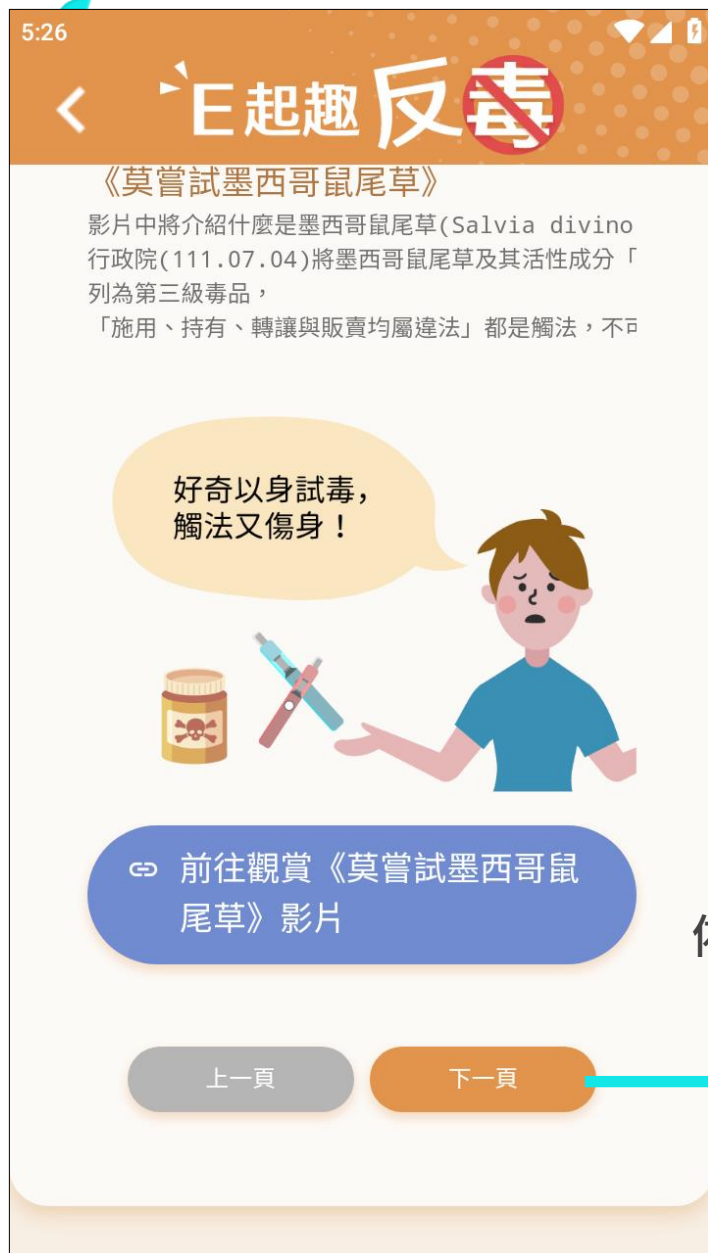 5:26
E起趣反毒
《莫嘗試墨西哥鼠尾草》
影片中將介紹什麼是墨西哥鼠尾草(Salvia divino
行政院(111.07.04)將墨西哥鼠尾草及其活性成分「
列為第三級毒品，
「施用、持有、轉讓與販賣均屬違法」都是觸法，不
好奇以身試毒，
觸法又傷身！
前往觀賞《莫嘗試墨西哥鼠
尾草》影片
上一頁
下一頁